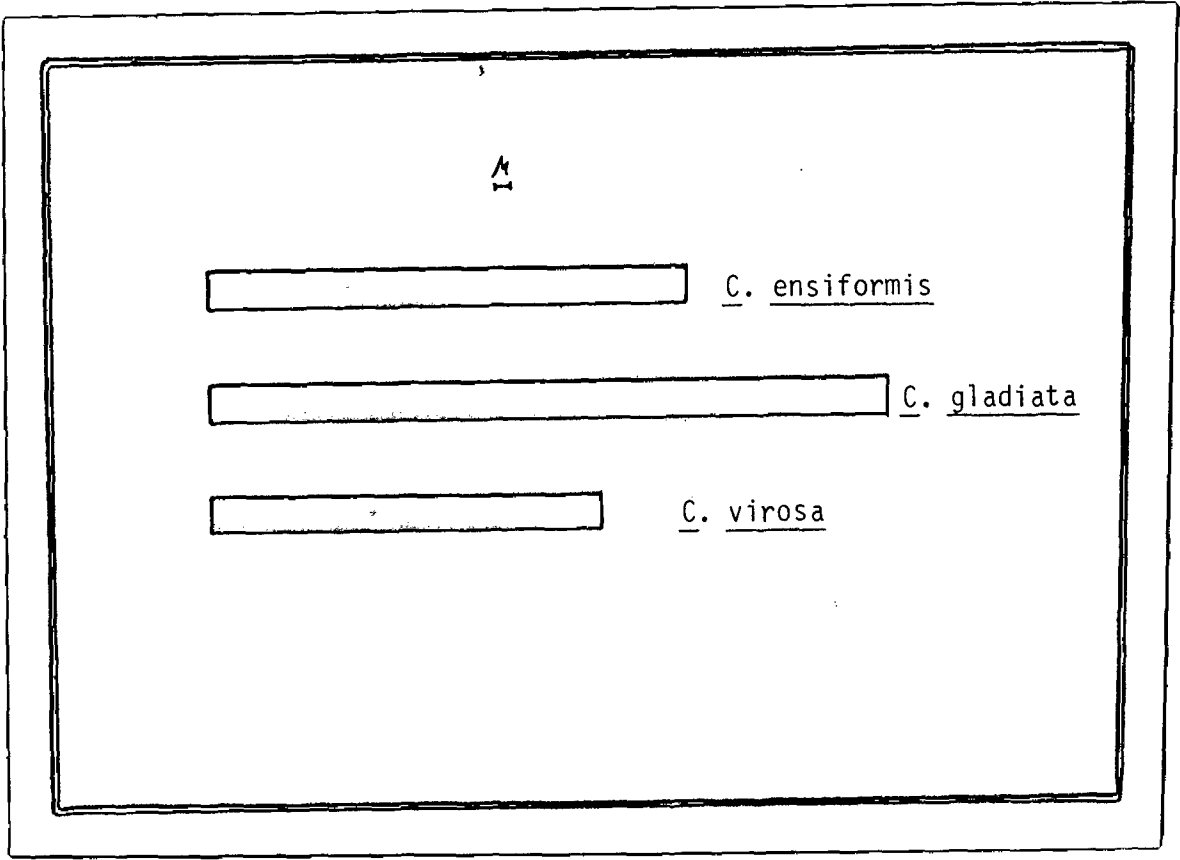 μ
C. ensiformis
C. gladiata
C. virosa